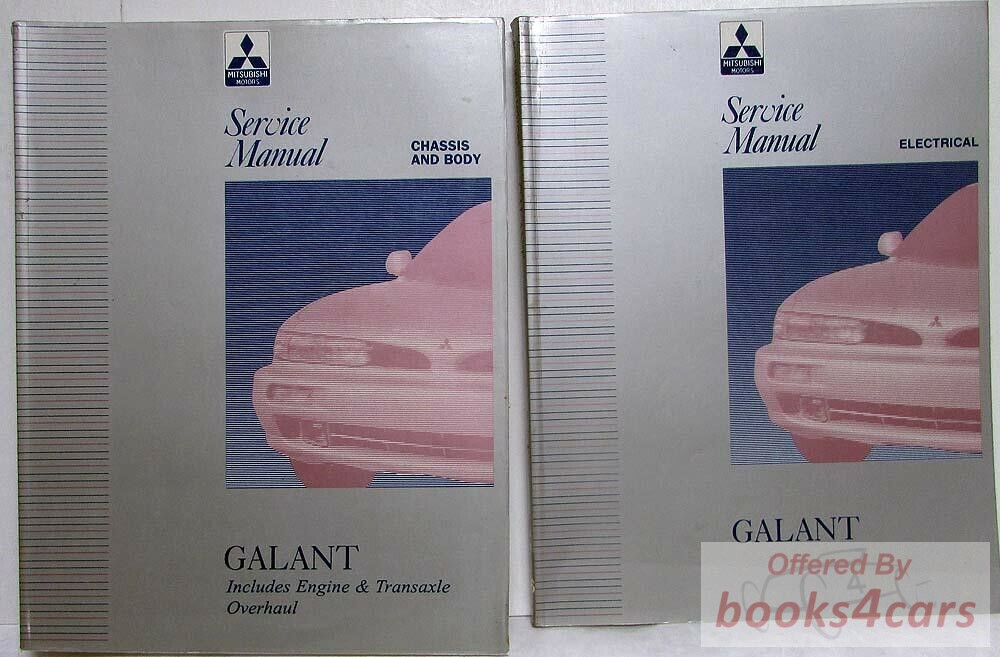 MITSUBISHI
MOTORS
Service
Manual
CHASSIS
AND BODY
GALANT
Includes Engine & Transaxle
Overhaul
MITSUBISHI
MOTORS
Service
Manual
ELECTRICAL
GALANT
Offered By
books4cars